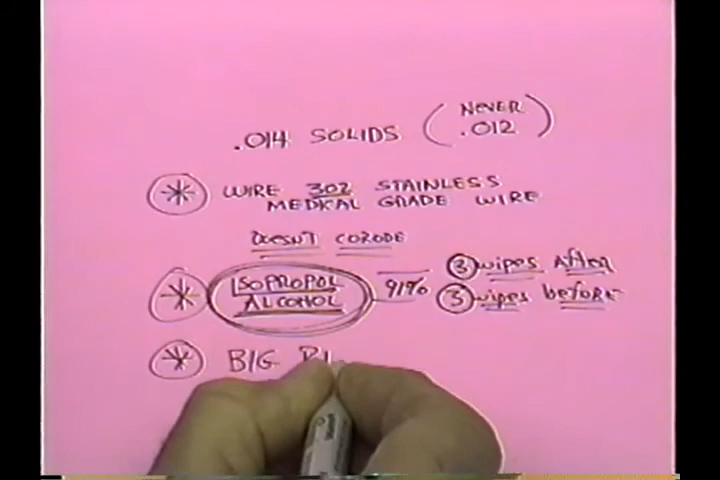 .014 SOLIDS (NEVER .012)
* WIRE 302 STAINLESS
MEDICAL GRADE WIRE
DOESN'T CORODE
* ISOPROPOL ALCOHOL 91%
3 wipes After
3 wipes before
* BIG